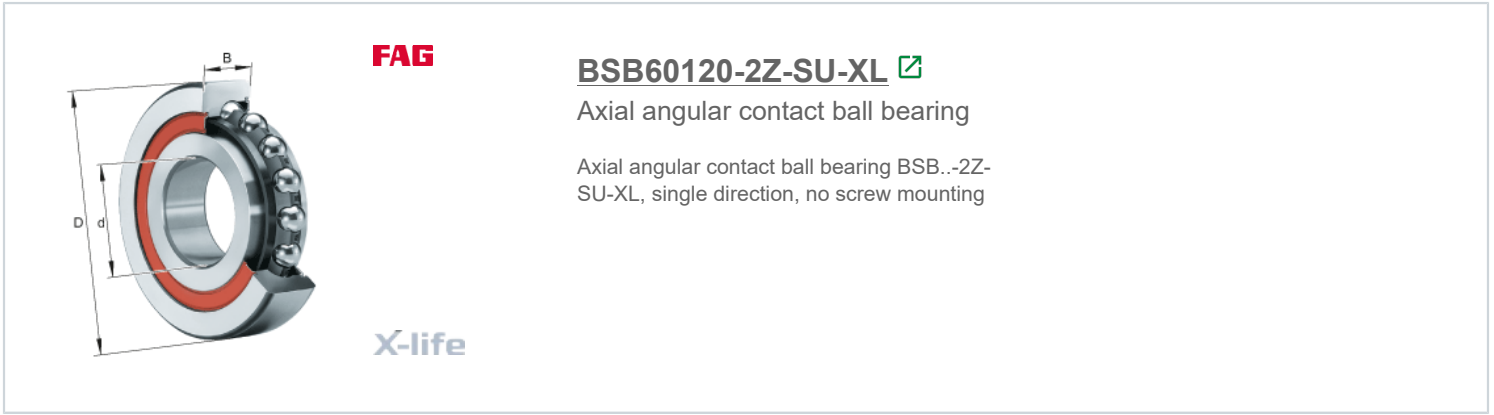 B
D
d
FAG
X-life
BSB60120-2Z-SU-XL
Axial angular contact ball bearing
Axial angular contact ball bearing BSB..-2Z-
SU-XL, single direction, no screw mounting